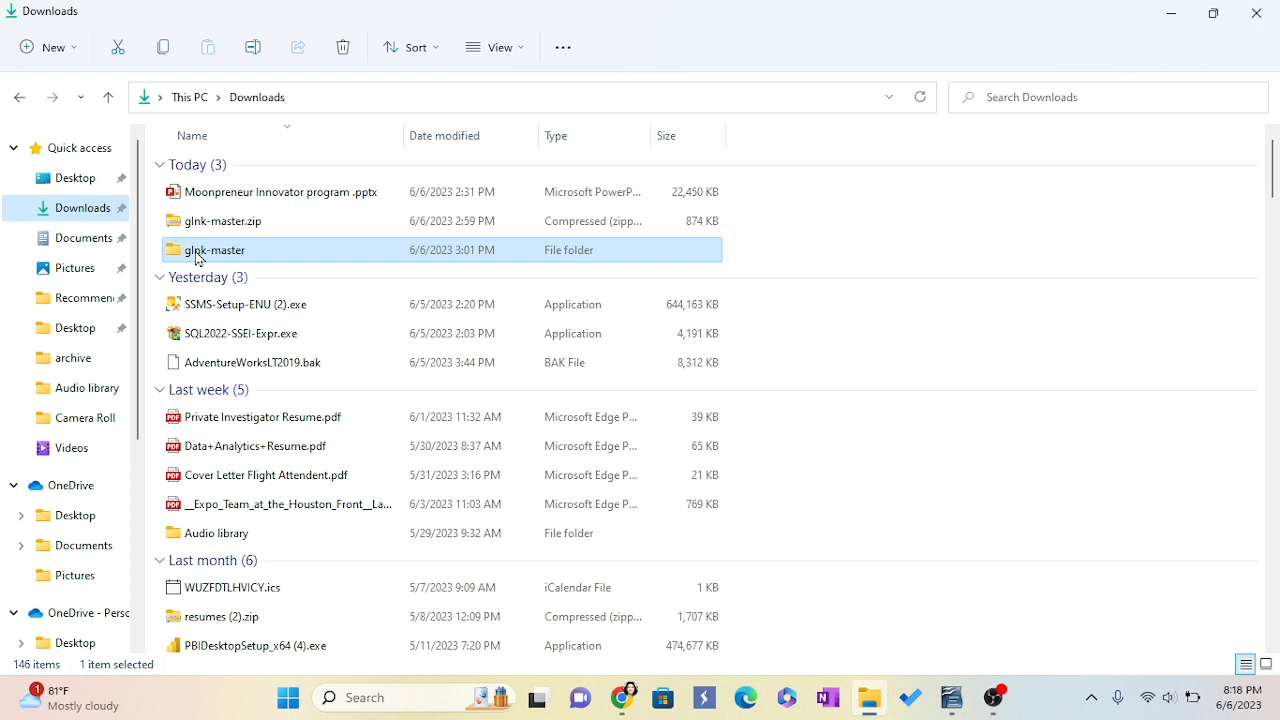 Downloads
New
Sort
View
This PC > Downloads
Search Downloads
Name Date modified Type Size
Quick access
Desktop
Downloads
Documents
Pictures
Recommen
Desktop
archive
Audio library
Camera Roll
Videos
OneDrive
Desktop
Documents
Pictures
OneDrive - Perso
Desktop
Today (3)
Moonpreneur Innovator program .pptx 6/6/2023 2:31 PM Microsoft PowerP... 22,450 KB
glnk-master.zip 6/6/2023 2:59 PM Compressed (zipp... 874 KB
glnk-master 6/6/2023 3:01 PM File folder
Yesterday (3)
SSMS-Setup-ENU (2).exe 6/5/2023 2:20 PM Application 644,163 KB
SQL2022-SSEI-Expr.exe 6/5/2023 2:03 PM Application 4,191 KB
AdventureWorksLT2019.bak 6/5/2023 3:44 PM BAK File 8,312 KB
Last week (5)
Private Investigator Resume.pdf 6/1/2023 11:32 AM Microsoft Edge P... 39 KB
Data+Analytics+Resume.pdf 5/30/2023 8:37 AM Microsoft Edge P... 65 KB
Cover Letter Flight Attendent.pdf 5/31/2023 3:16 PM Microsoft Edge P... 21 KB
__Expo_Team_at_the_Houston_Front__La... 6/3/2023 11:03 AM Microsoft Edge P... 769 KB
Audio library 5/29/2023 9:32 AM File folder
Last month (6)
WUZFDTLHVICY.ics 5/7/2023 9:09 AM iCalendar File 1 KB
resumes (2).zip 5/8/2023 12:09 PM Compressed (zipp... 1,707 KB
PBIDesktopSetup_x64 (4).exe 5/11/2023 7:20 PM Application 474,677 KB
146 items 1 item selected
1
81°F
Mostly cloudy
Search
8:18 PM
6/6/2023